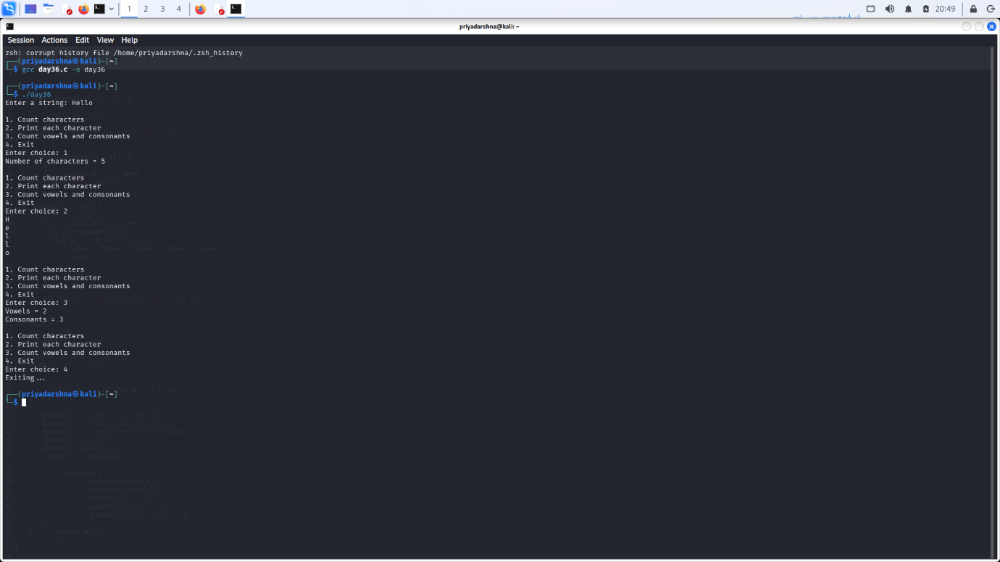 1 2 3 4 20:49
priyadarshna@kali: ~
Session Actions Edit View Help
zsh: corrupt history file /home/priyadarshna/.zsh_history
┌──(priyadarshna㉿kali)-[~]
└─$ gcc day36.c -o day36
┌──(priyadarshna㉿kali)-[~]
└─$ ./day36
Enter a string: Hello
1. Count characters
2. Print each character
3. Count vowels and consonants
4. Exit
Enter choice: 1
Number of characters = 5
1. Count characters
2. Print each character
3. Count vowels and consonants
4. Exit
Enter choice: 2
H
e
l
l
o
1. Count characters
2. Print each character
3. Count vowels and consonants
4. Exit
Enter choice: 3
Vowels = 2
Consonants = 3
1. Count characters
2. Print each character
3. Count vowels and consonants
4. Exit
Enter choice: 4
Exiting...
┌──(priyadarshna㉿kali)-[~]
└─$